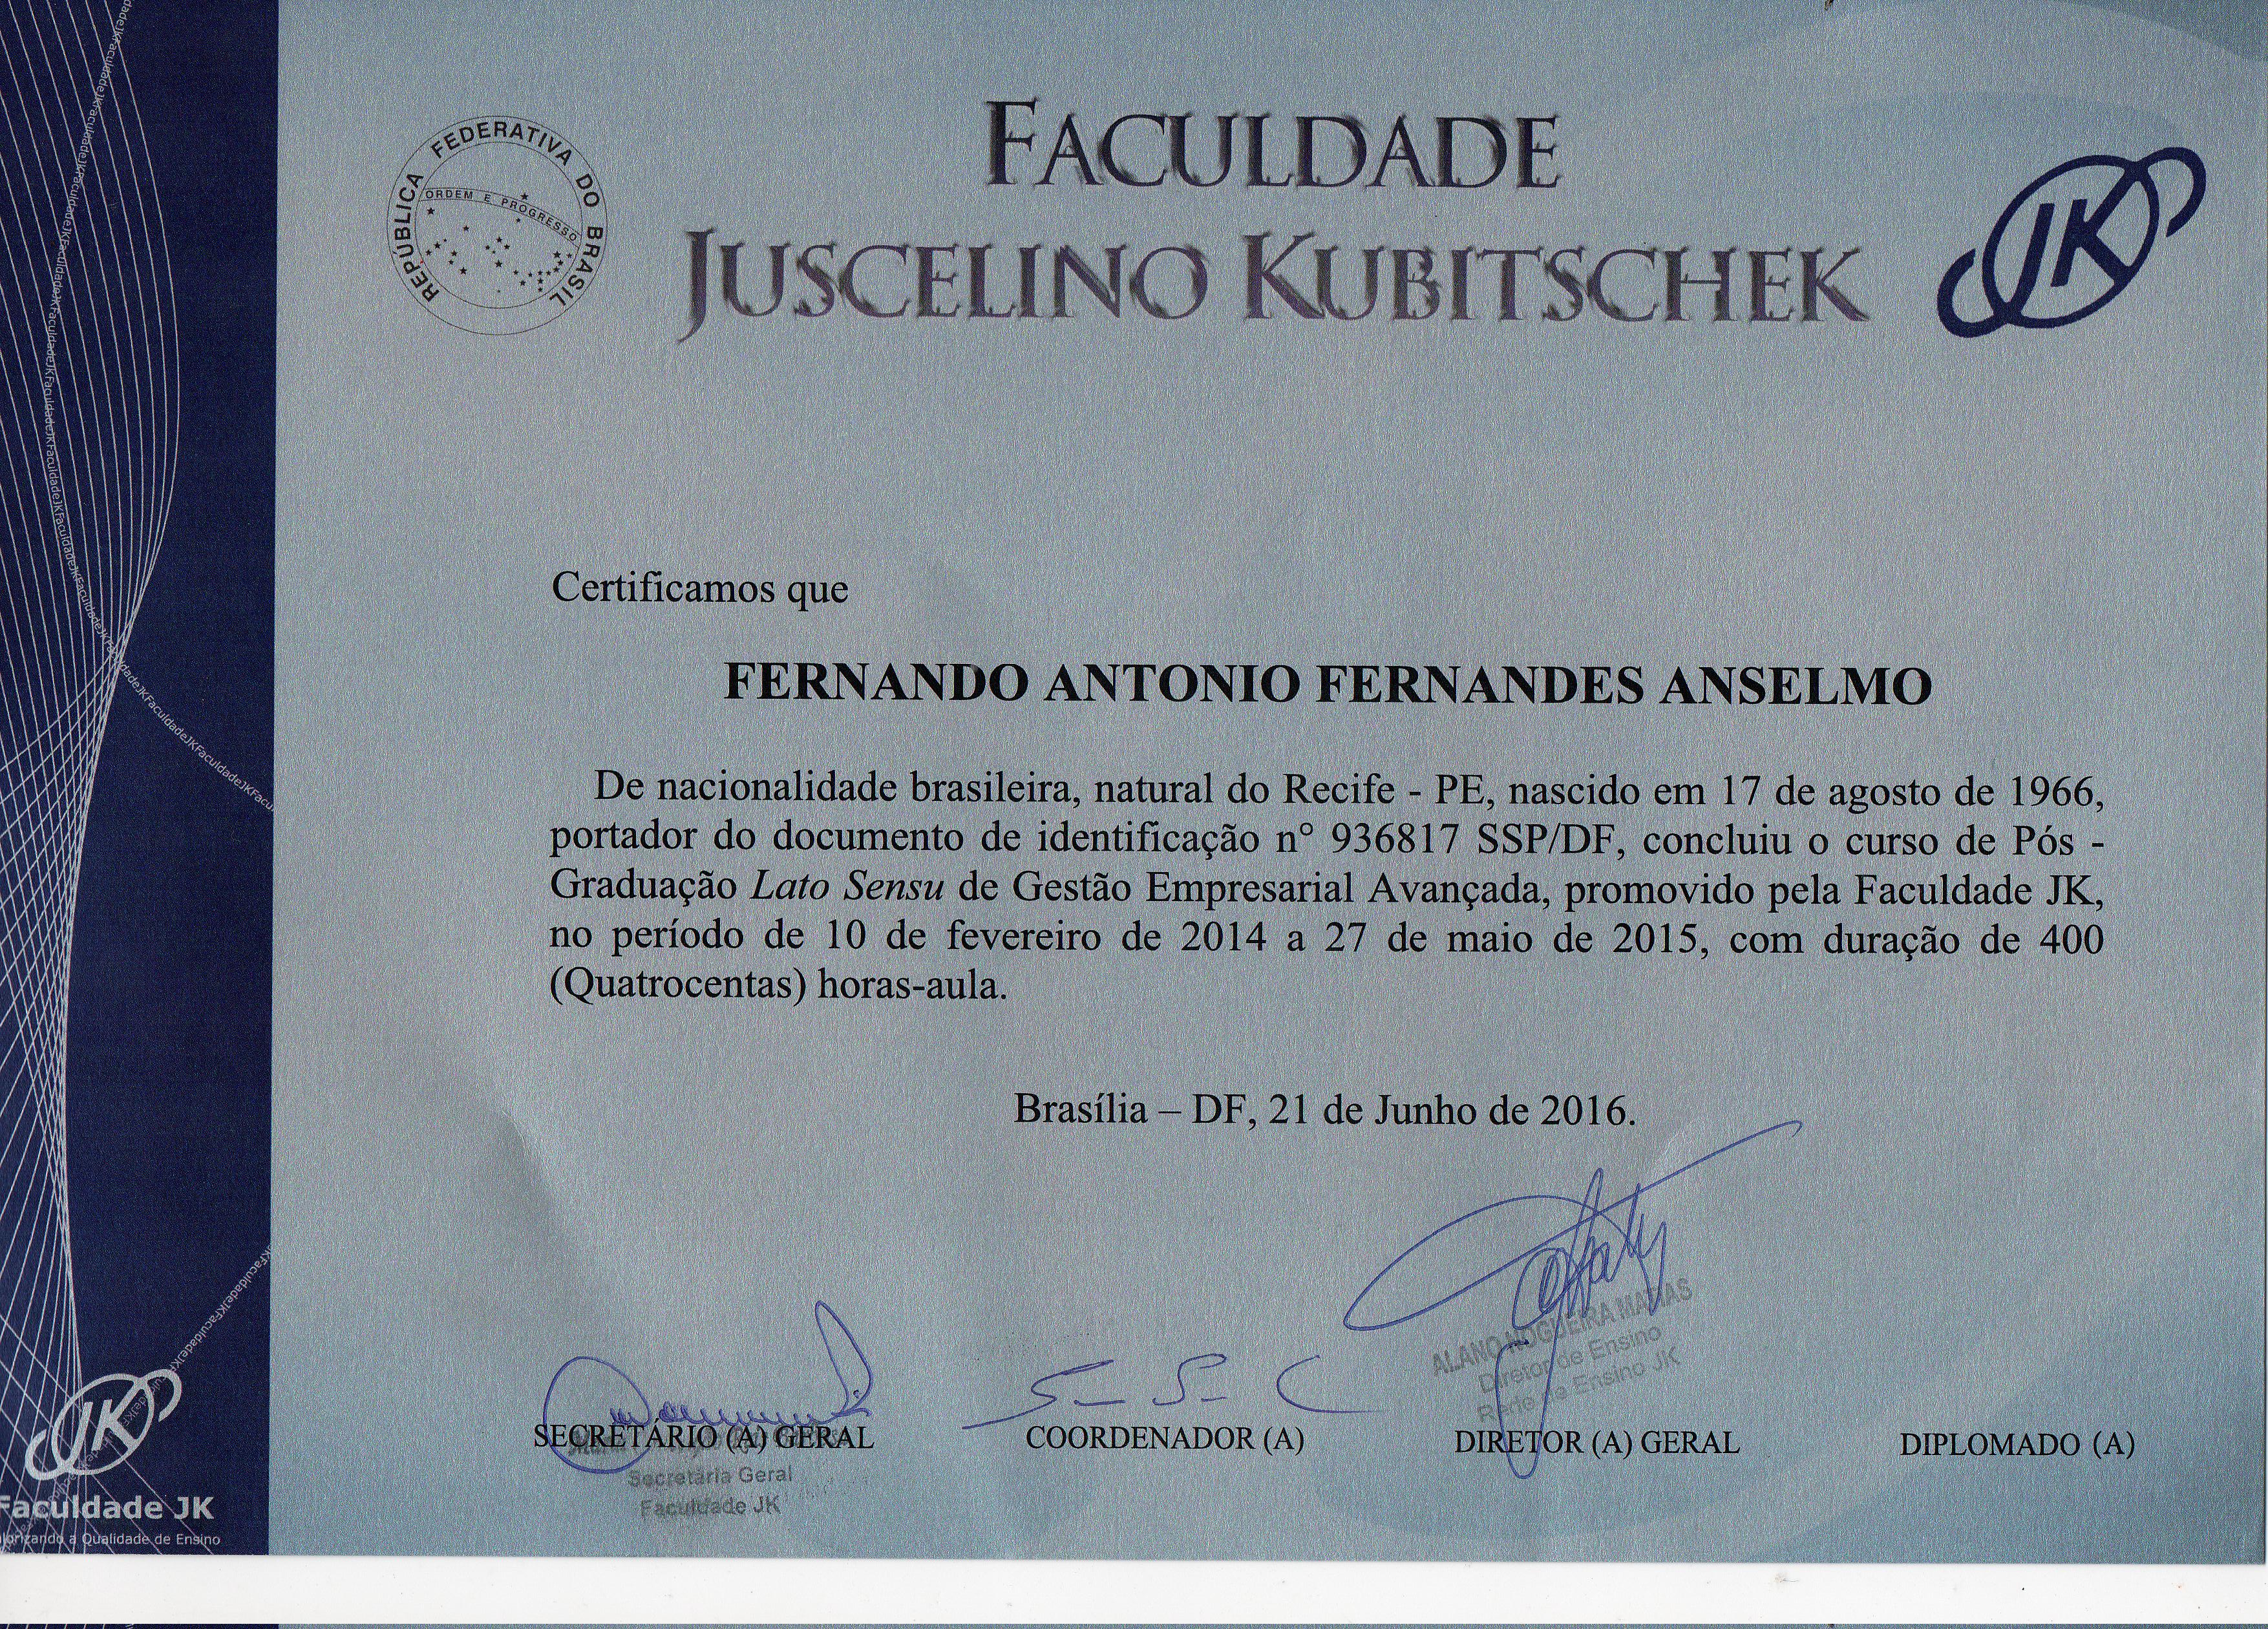 REPÚBLICA FEDERATIVA DO BRASIL
ORDEM E PROGRESSO
FACULDADE
JUSCELINO KUBITSCHEK
JK
Certificamos que
FERNANDO ANTONIO FERNANDES ANSELMO
De nacionalidade brasileira, natural do Recife - PE, nascido em 17 de agosto de 1966,
portador do documento de identificação n° 936817 SSP/DF, concluiu o curso de Pós -
Graduação Lato Sensu de Gestão Empresarial Avançada, promovido pela Faculdade JK,
no período de 10 de fevereiro de 2014 a 27 de maio de 2015, com duração de 400
(Quatrocentas) horas-aula.
Brasília – DF, 21 de Junho de 2016.
ALANO NOGUEIRA MATIAS
Diretor de Ensino
Rede de Ensino JK
SECRETÁRIO (A) GERAL
COORDENADOR (A)
DIRETOR (A) GERAL
DIPLOMADO (A)
Secretária Geral
Faculdade JK
JK
Faculdade JK
lorizando a Qualidade de Ensino